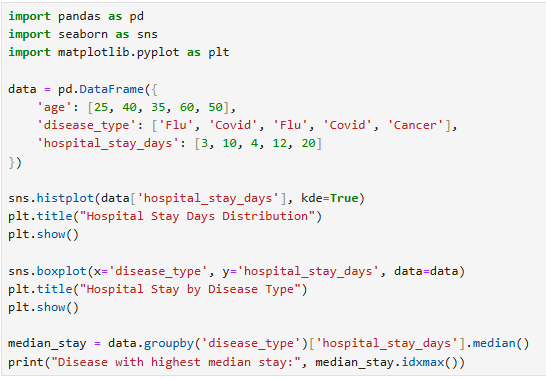 import pandas as pd
import seaborn as sns
import matplotlib.pyplot as plt

data = pd.DataFrame({
    'age': [25, 40, 35, 60, 50],
    'disease_type': ['Flu', 'Covid', 'Flu', 'Covid', 'Cancer'],
    'hospital_stay_days': [3, 10, 4, 12, 20]
})

sns.histplot(data['hospital_stay_days'], kde=True)
plt.title("Hospital Stay Days Distribution")
plt.show()

sns.boxplot(x='disease_type', y='hospital_stay_days', data=data)
plt.title("Hospital Stay by Disease Type")
plt.show()

median_stay = data.groupby('disease_type')['hospital_stay_days'].median()
print("Disease with highest median stay:", median_stay.idxmax())